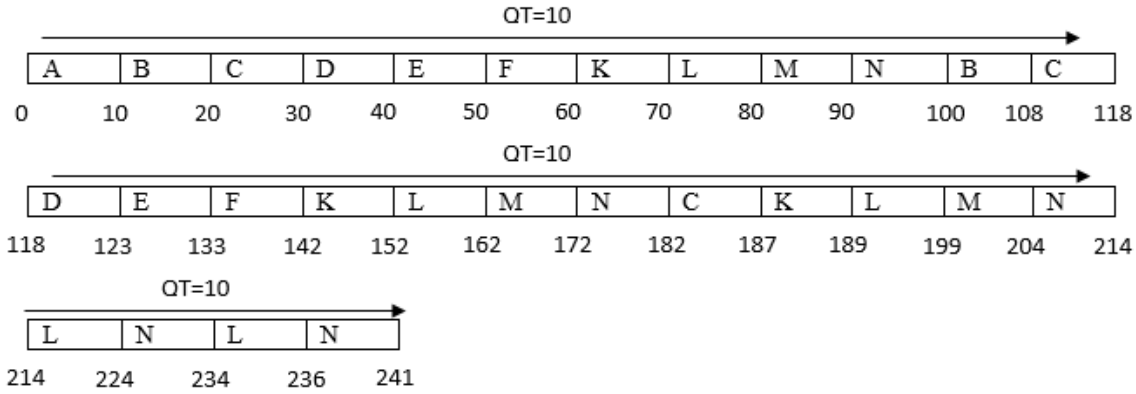 QT=10
A B C D E F K L M N B C
0 10 20 30 40 50 60 70 80 90 100 108 118
QT=10
D E F K L M N C K L M N
118 123 133 142 152 162 172 182 187 189 199 204 214
QT=10
L N L N
214 224 234 236 241